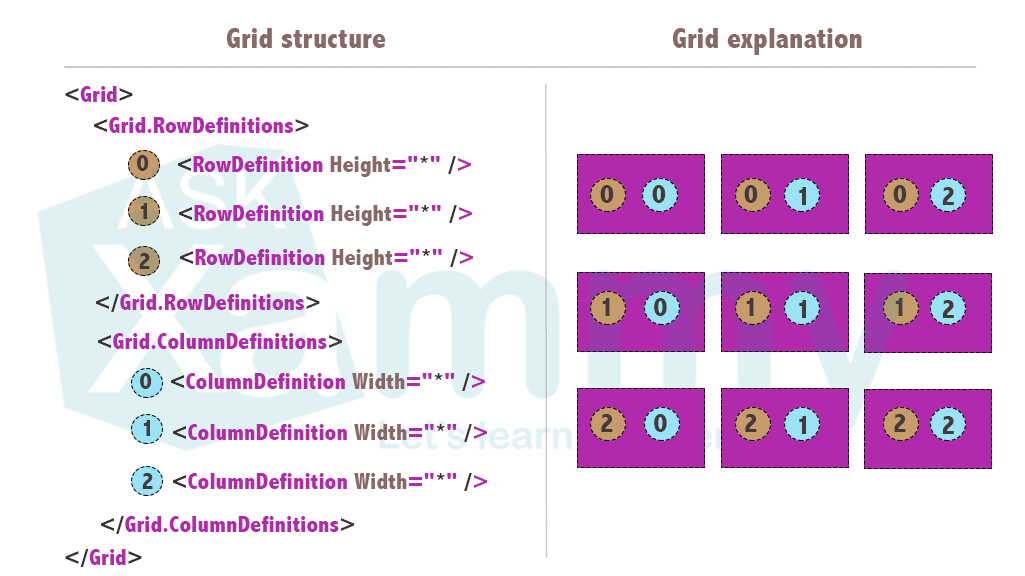 Grid structure
<Grid>
<Grid.RowDefinitions>
0 <RowDefinition Height="*" />
1 <RowDefinition Height="*" />
2 <RowDefinition Height="*" />
</Grid.RowDefinitions>
<Grid.ColumnDefinitions>
0 <ColumnDefinition Width="*" />
1 <ColumnDefinition Width="*" />
2 <ColumnDefinition Width="*" />
</Grid.ColumnDefinitions>
</Grid>
Grid explanation
0 0 0 1 0 2
1 0 1 1 1 2
2 0 2 1 2 2
ASK
Xammy
Let's learn